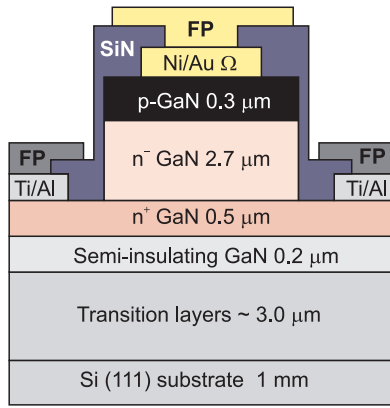 FP
SiN
Ni/Au Ω
p-GaN 0.3 μm
n⁻ GaN 2.7 μm
FP FP
Ti/Al Ti/Al
n⁺ GaN 0.5 μm
Semi-insulating GaN 0.2 μm
Transition layers ~ 3.0 μm
Si (111) substrate 1 mm